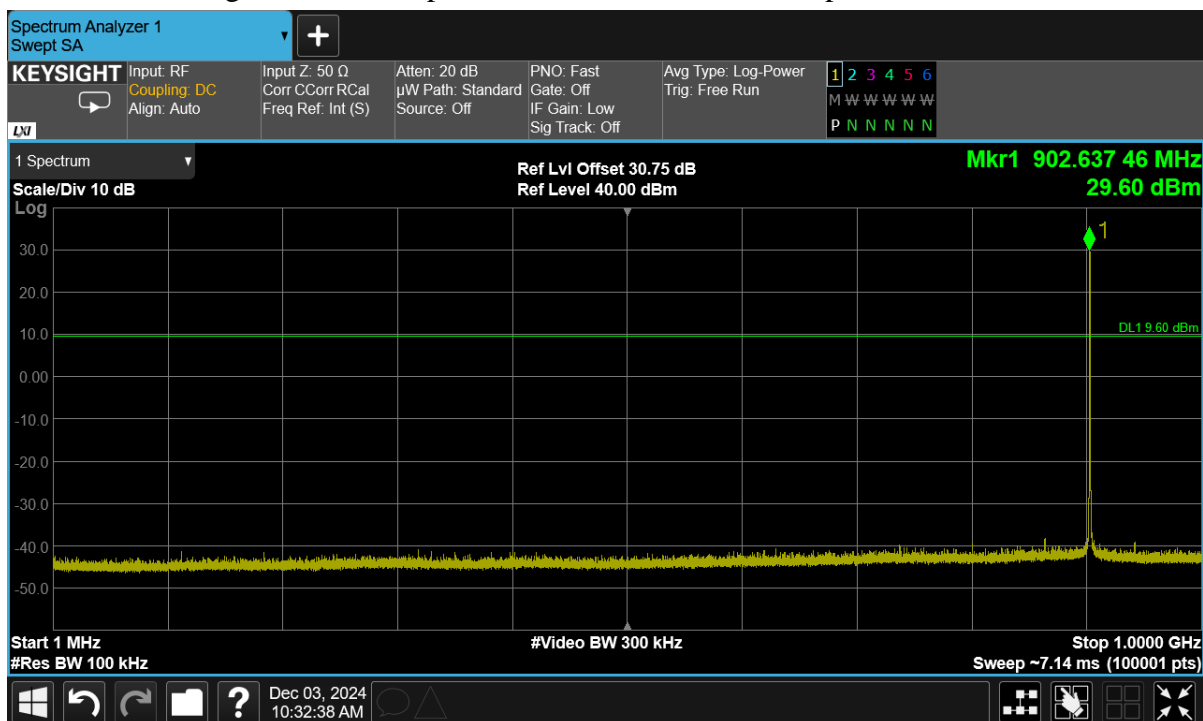 Spectrum Analyzer 1
Swept SA
+
KEYSIGHT
LXI
Input: RF
Coupling: DC
Align: Auto
Input Z: 50 Ω
Corr CCorr RCal
Freq Ref: Int (S)
Atten: 20 dB
µW Path: Standard
Source: Off
PNO: Fast
Gate: Off
IF Gain: Low
Sig Track: Off
Avg Type: Log-Power
Trig: Free Run
1 2 3 4 5 6
M W W W W W
P N N N N N
1 Spectrum
Scale/Div 10 dB
Ref Lvl Offset 30.75 dB
Ref Level 40.00 dBm
Mkr1 902.637 46 MHz
29.60 dBm
Log
1
30.0
20.0
10.0
DL1 9.60 dBm
0.00
-10.0
-20.0
-30.0
-40.0
-50.0
Start 1 MHz
#Res BW 100 kHz
#Video BW 300 kHz
Stop 1.0000 GHz
Sweep ~7.14 ms (100001 pts)
?
Dec 03, 2024
10:32:38 AM